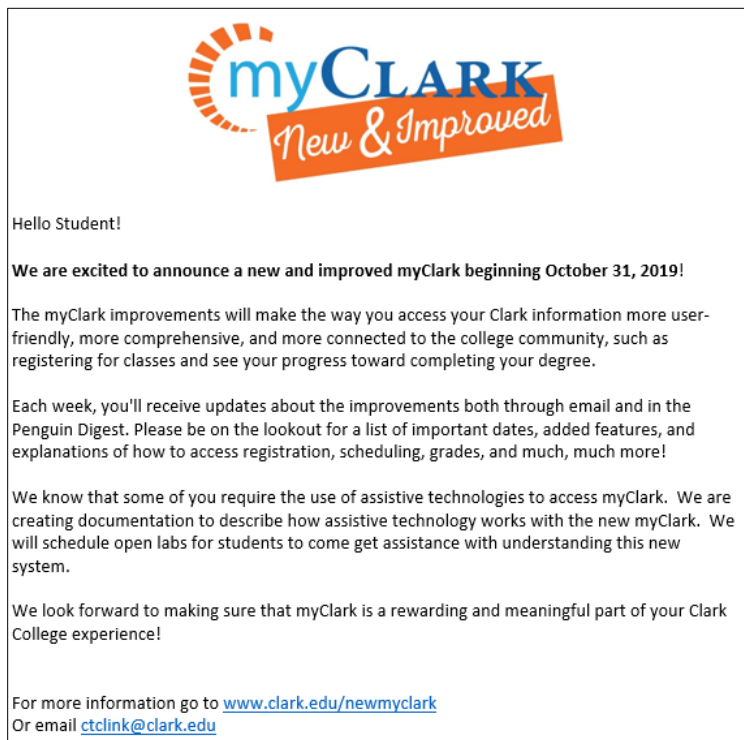 myCLARK
New & Improved
Hello Student!
We are excited to announce a new and improved myClark beginning October 31, 2019!
The myClark improvements will make the way you access your Clark information more user-
friendly, more comprehensive, and more connected to the college community, such as
registering for classes and see your progress toward completing your degree.
Each week, you'll receive updates about the improvements both through email and in the
Penguin Digest. Please be on the lookout for a list of important dates, added features, and
explanations of how to access registration, scheduling, grades, and much, much more!
We know that some of you require the use of assistive technologies to access myClark.  We are
creating documentation to describe how assistive technology works with the new myClark.  We
will schedule open labs for students to come get assistance with understanding this new
system.
We look forward to making sure that myClark is a rewarding and meaningful part of your Clark
College experience!
For more information go to www.clark.edu/newmyclark
Or email ctclink@clark.edu